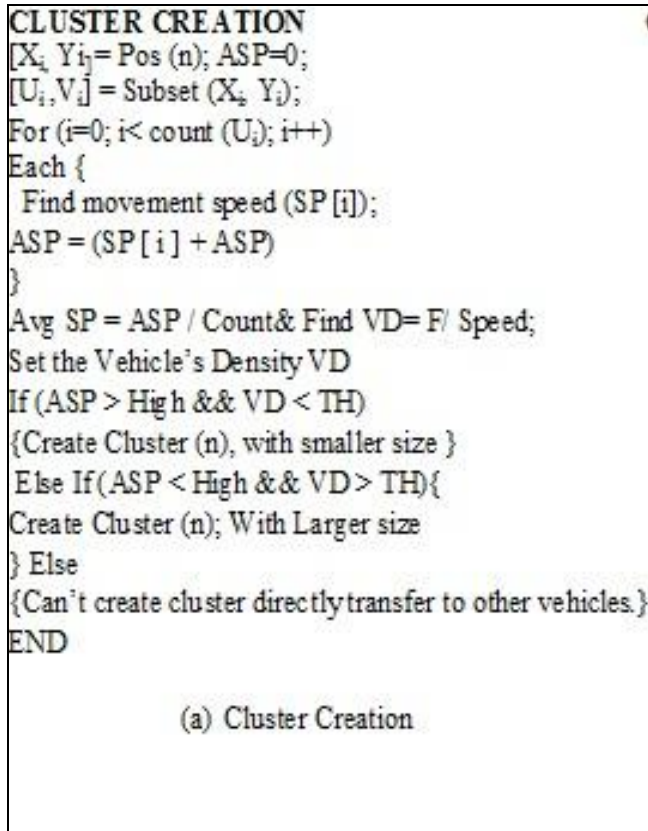 CLUSTER CREATION
[Xᵢ, Yi]= Pos (n); ASP=0;
[Uᵢ ,Vᵢ] = Subset (Xᵢ, Yᵢ);
For (i=0; i< count (Uᵢ); i++)
Each {
Find movement speed (SP [i]);
ASP = (SP [ i ] + ASP)
}
Avg SP = ASP / Count& Find VD= F/ Speed;
Set the Vehicle's Density VD
If (ASP > High && VD < TH)
{Create Cluster (n), with smaller size }
Else If (ASP < High && VD > TH){
Create Cluster (n); With Larger size
} Else
{Can't create cluster directly transfer to other vehicles.}
END
(a) Cluster Creation